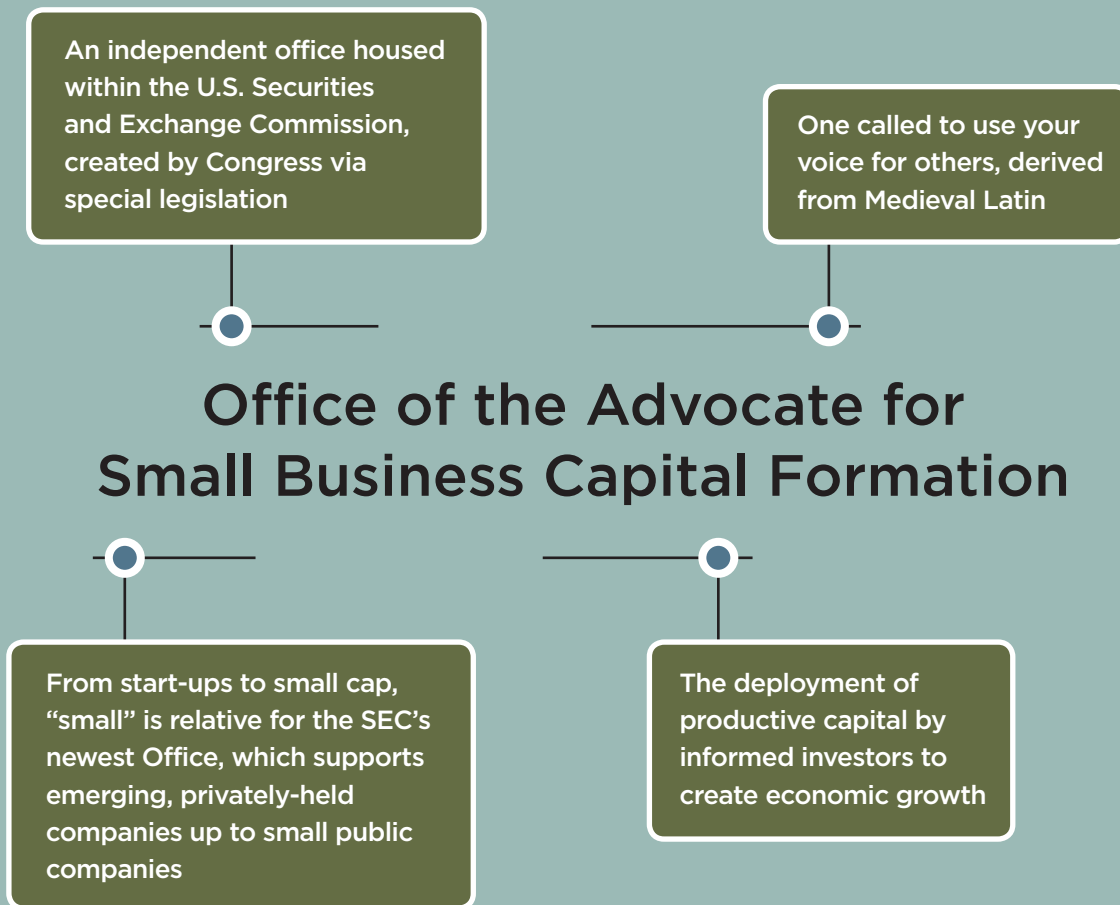 An independent office housed
within the U.S. Securities
and Exchange Commission,
created by Congress via
special legislation
One called to use your
voice for others, derived
from Medieval Latin
Office of the Advocate for
Small Business Capital Formation
From start-ups to small cap,
“small” is relative for the SEC’s
newest Office, which supports
emerging, privately-held
companies up to small public
companies
The deployment of
productive capital by
informed investors to
create economic growth